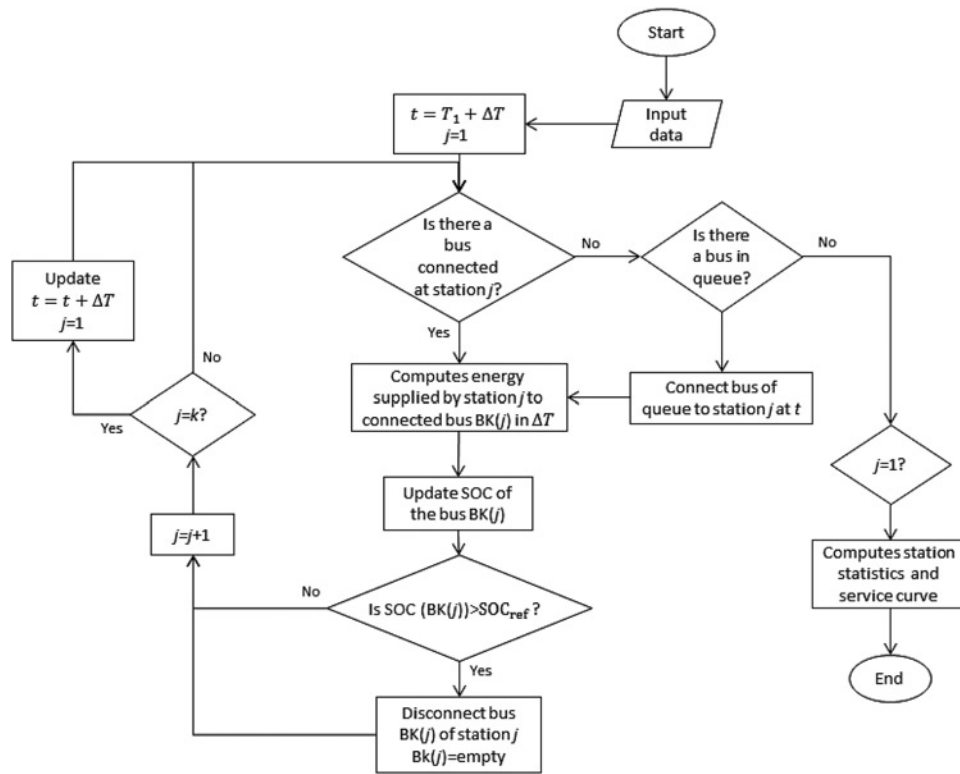 Start
Input
data
t = T₁ + ΔT
j=1
Is there a
bus
connected
at station j?
No
Is there
a bus in
queue?
No
Update
t = t + ΔT
j=1
Yes
No
j=k?
Yes
Computes energy
supplied by station j to
connected bus BK(j) in ΔT
Connect bus of
queue to station j at t
j=1?
Update SOC of
the bus BK(j)
j=j+1
Computes station
statistics and
service curve
No
Is SOC (BK(j))>SOC_ref ?
Yes
End
Disconnect bus
BK(j) of station j
Bk(j)=empty